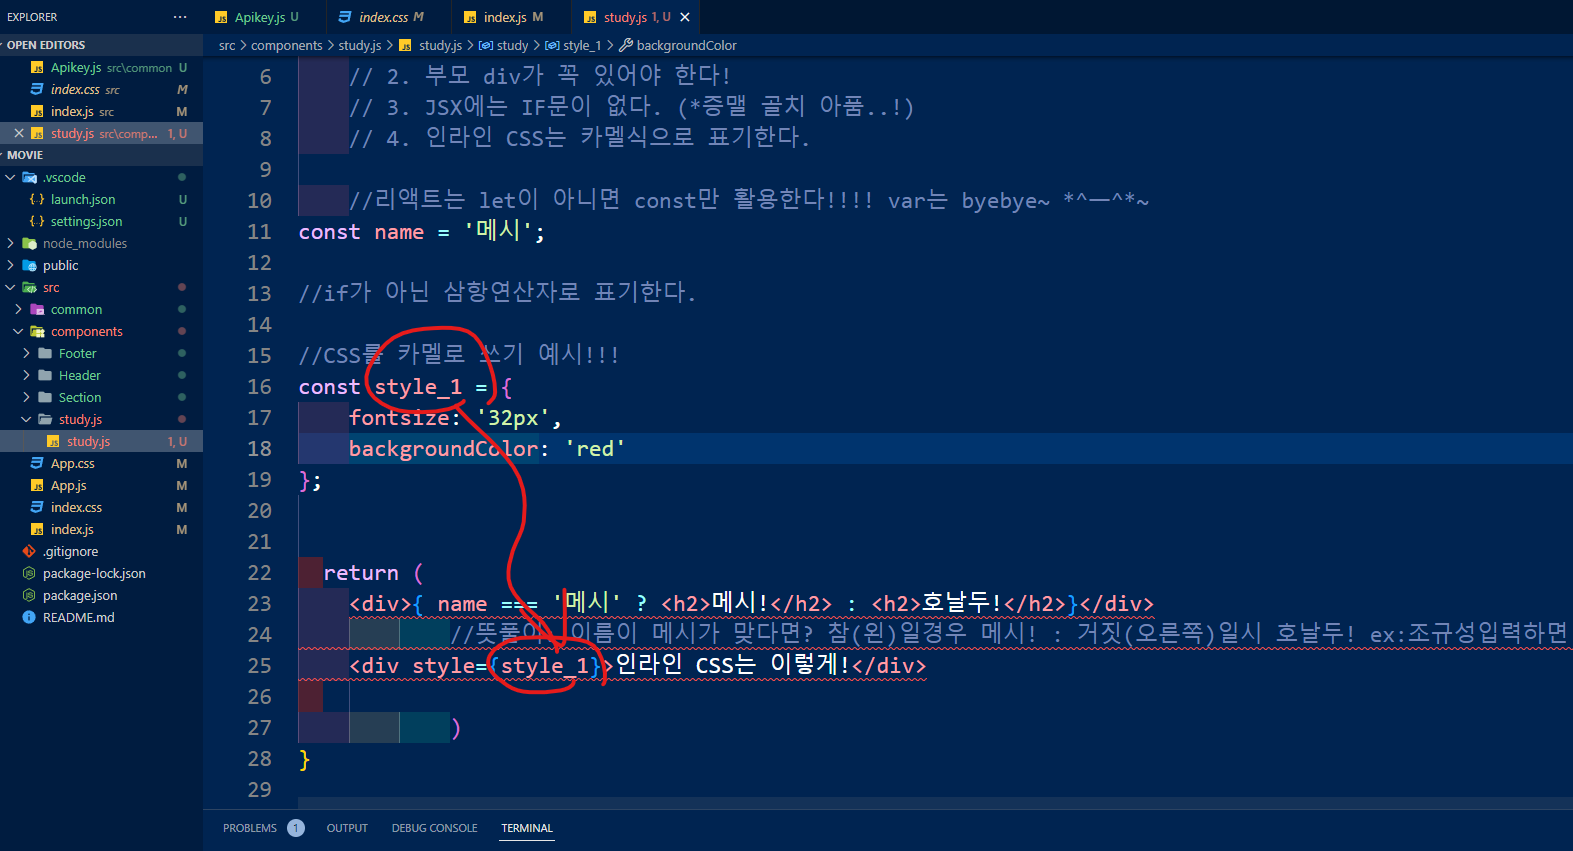 EXPLORER
OPEN EDITORS
Apikey.js src\common U
index.css src M
index.js src M
study.js src\comp... 1, U
MOVIE
.vscode
launch.json U
settings.json U
node_modules
public
src
common
components
Footer
Header
Section
study.js
study.js 1, U
App.css M
App.js M
index.css M
index.js M
.gitignore
package-lock.json
package.json
README.md
Apikey.js U index.css M index.js M study.js 1, U
src > components > study.js > study.js > study > style_1 > backgroundColor
6 // 2. 부모 div가 꼭 있어야 한다!
7 // 3. JSX에는 IF문이 없다. (*증맬 골치 아품..!)
8 // 4. 인라인 CSS는 카멜식으로 표기한다.
9
10 //리액트는 let이 아니면 const만 활용한다!!!! var는 byebye~ *^ㅡ^*~
11 const name = '메시';
12
13 //if가 아닌 삼항연산자로 표기한다.
14
15 //CSS를 카멜로 쓰기 예시!!!
16 const style_1 = {
17 fontsize: '32px',
18 backgroundColor: 'red'
19 };
20
21
22 return (
23 <div>{ name === '메시' ? <h2>메시!</h2> : <h2>호날두!</h2>}</div>
24 //뜻풀이 이름이 메시가 맞다면? 참(왼)일경우 메시! : 거짓(오른쪽)일시 호날두! ex:조규성입력하면
25 <div style={style_1}>인라인 CSS는 이렇게!</div>
26
27 )
28 }
29
PROBLEMS 1 OUTPUT DEBUG CONSOLE TERMINAL